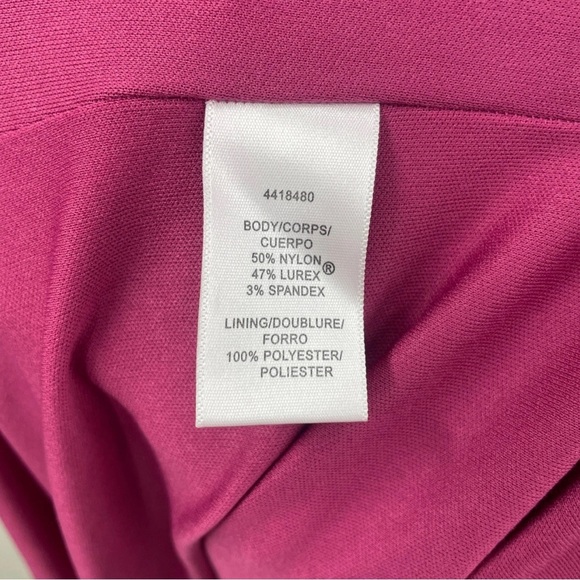 4418480
BODY/CORPS/
CUERPO
50% NYLON
47% LUREX®
3% SPANDEX
LINING/DOUBLURE/
FORRO
100% POLYESTER/
POLIESTER